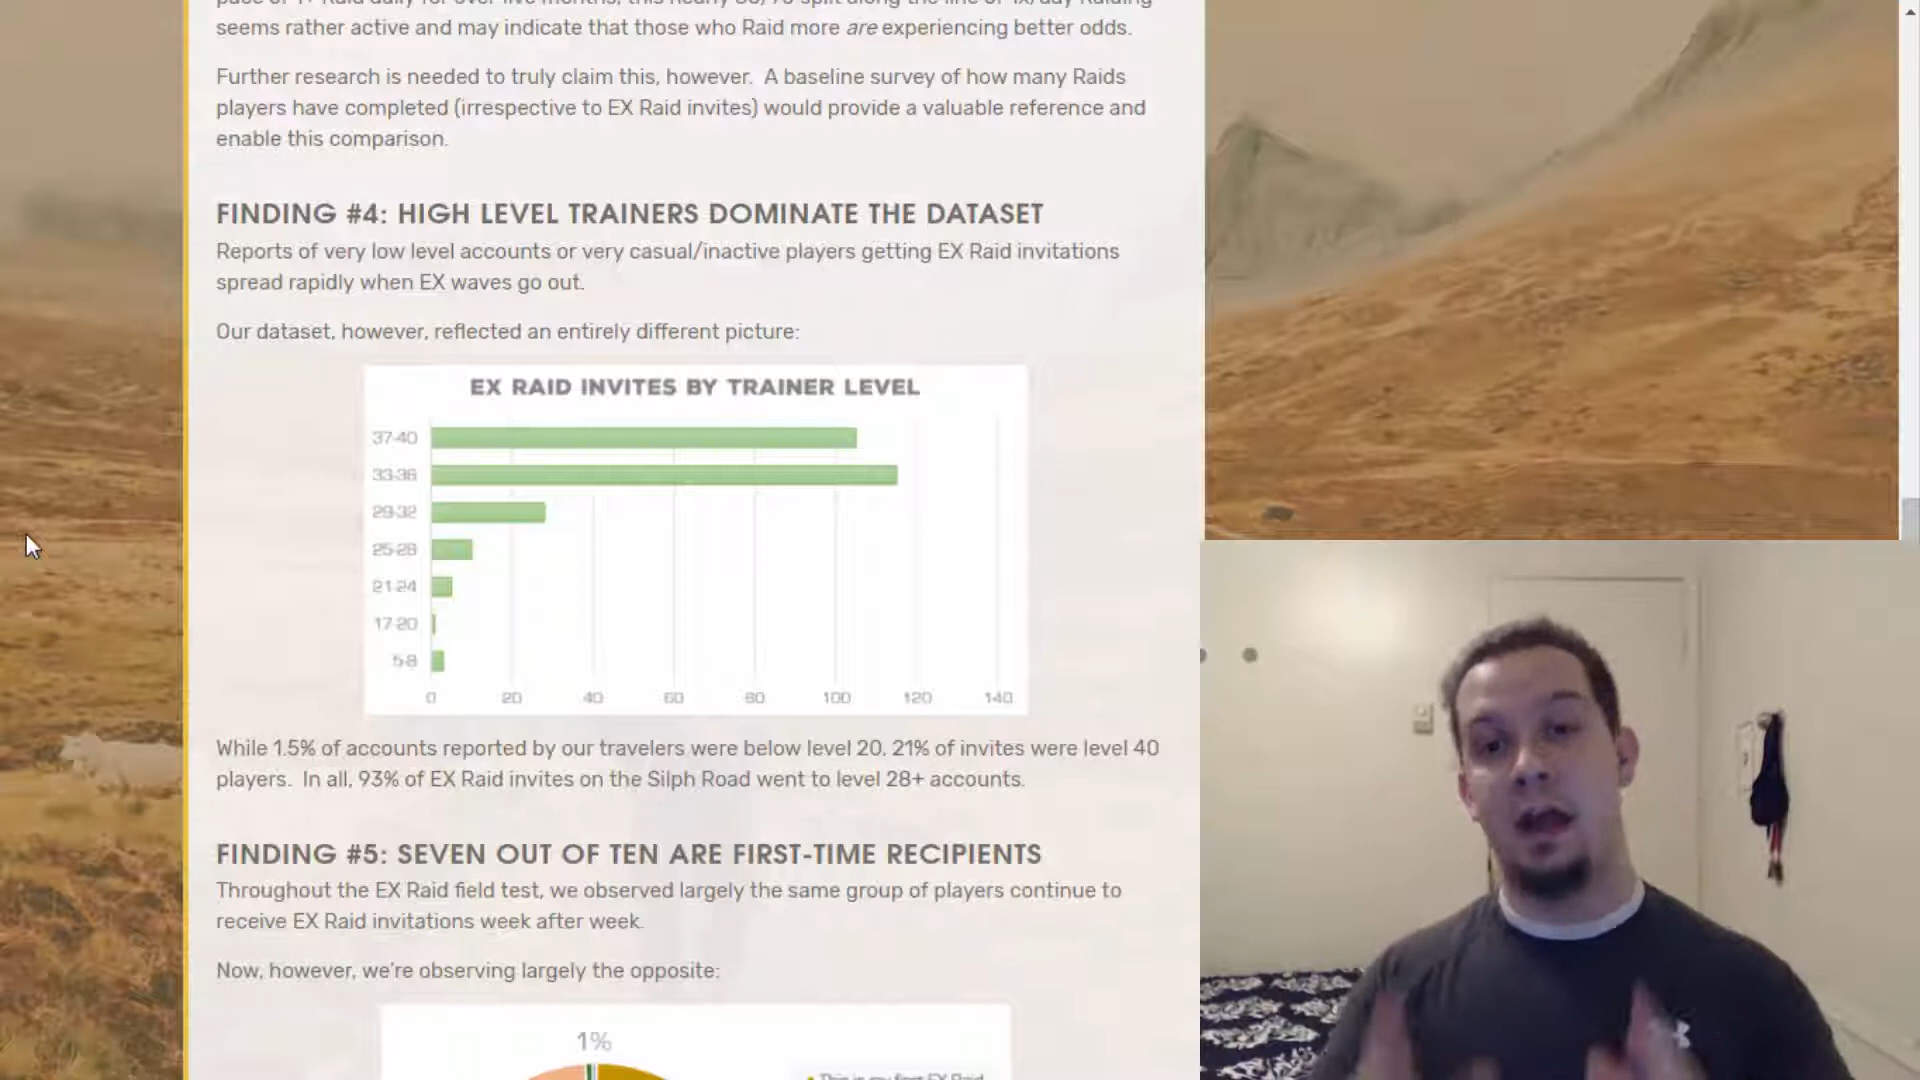 seems rather active and may indicate that those who Raid more are experiencing better odds.
Further research is needed to truly claim this, however. A baseline survey of how many Raids
players have completed (irrespective to EX Raid invites) would provide a valuable reference and
enable this comparison.
FINDING #4: HIGH LEVEL TRAINERS DOMINATE THE DATASET
Reports of very low level accounts or very casual/inactive players getting EX Raid invitations
spread rapidly when EX waves go out.
Our dataset, however, reflected an entirely different picture:
EX RAID INVITES BY TRAINER LEVEL
37-40
33-36
29-32
25-28
21-24
17-20
5-8
0 20 40 60 80 100 120 140
While 1.5% of accounts reported by our travelers were below level 20, 21% of invites were level 40
players. In all, 93% of EX Raid invites on the Silph Road went to level 28+ accounts.
FINDING #5: SEVEN OUT OF TEN ARE FIRST-TIME RECIPIENTS
Throughout the EX Raid field test, we observed largely the same group of players continue to
receive EX Raid invitations week after week.
Now, however, we're observing largely the opposite:
1%